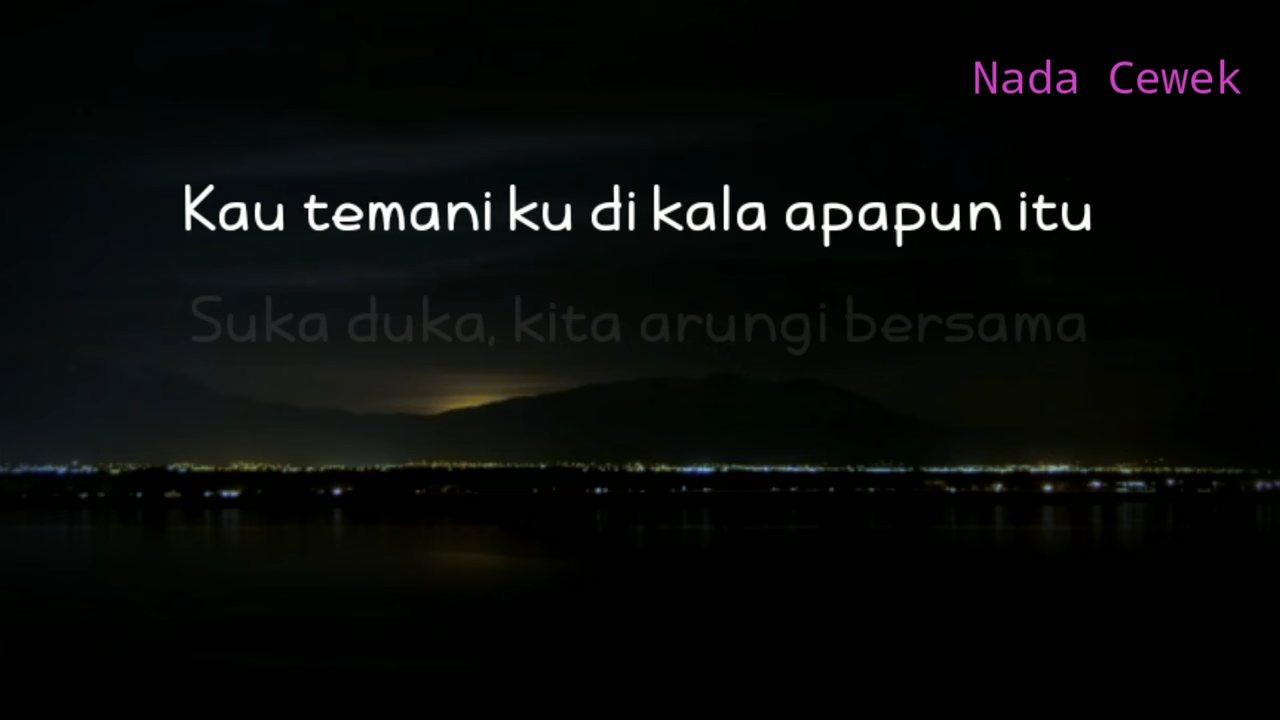 Nada Cewek
Kau temani ku di kala apapun itu
Suka duka, kita arungi bersama